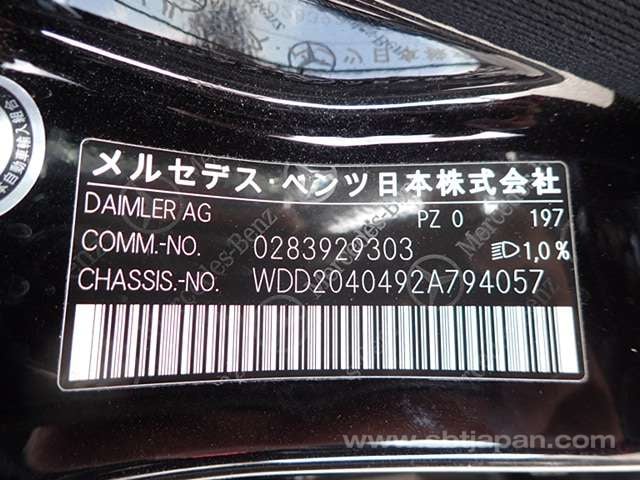 メルセデス・ベンツ日本株式会社
DAIMLER AG PZ 0 197
COMM.-NO. 0283929303 1,0%
CHASSIS.-NO. WDD2040492A794057
www.sbtjapan.com